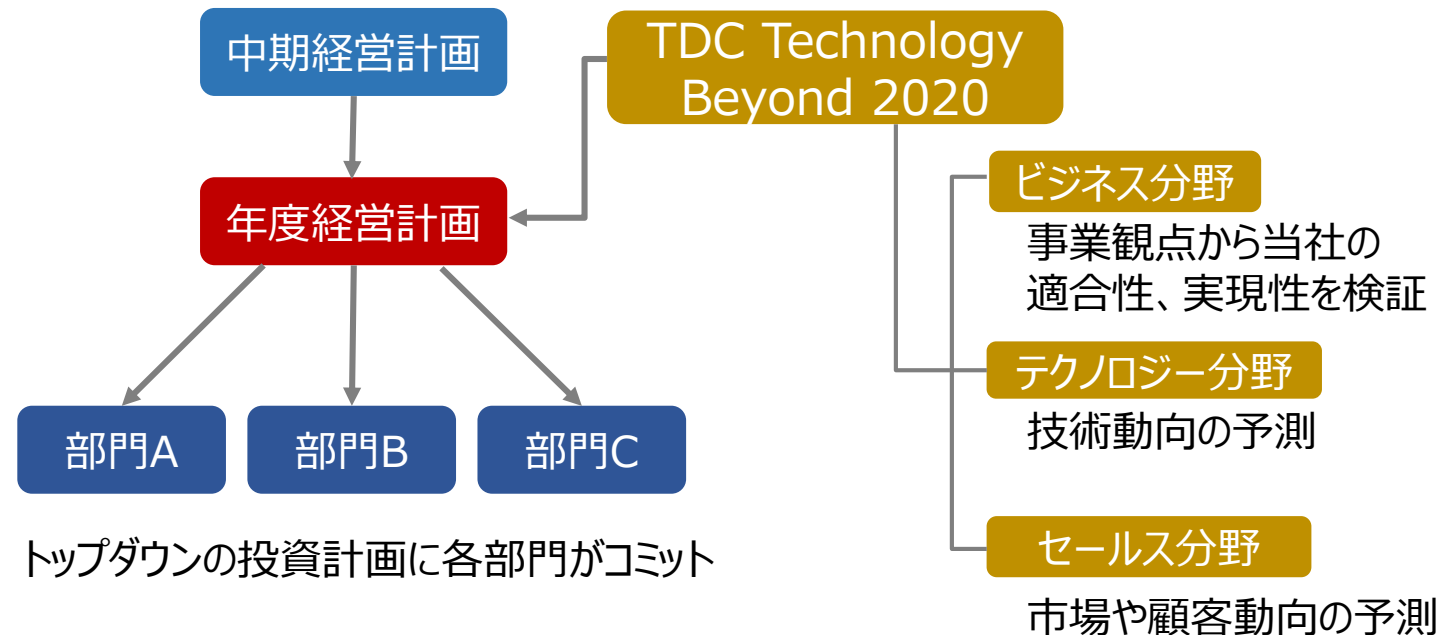 中期経営計画
TDC Technology
Beyond 2020
年度経営計画
部門A
部門B
部門C
トップダウンの投資計画に各部門がコミット
ビジネス分野
事業観点から当社の
適合性、実現性を検証
テクノロジー分野
技術動向の予測
セールス分野
市場や顧客動向の予測